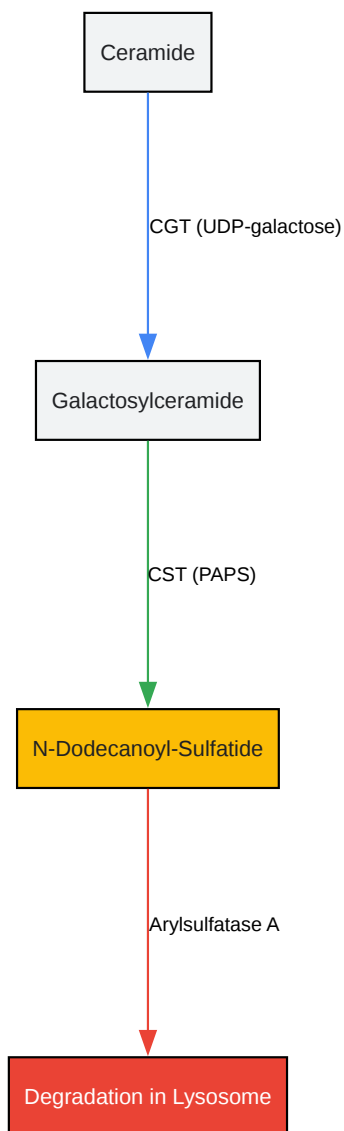 Ceramide
CGT (UDP-galactose)
Galactosylceramide
CST (PAPS)
N-Dodecanoyl-Sulfatide
Arylsulfatase A
Degradation in Lysosome